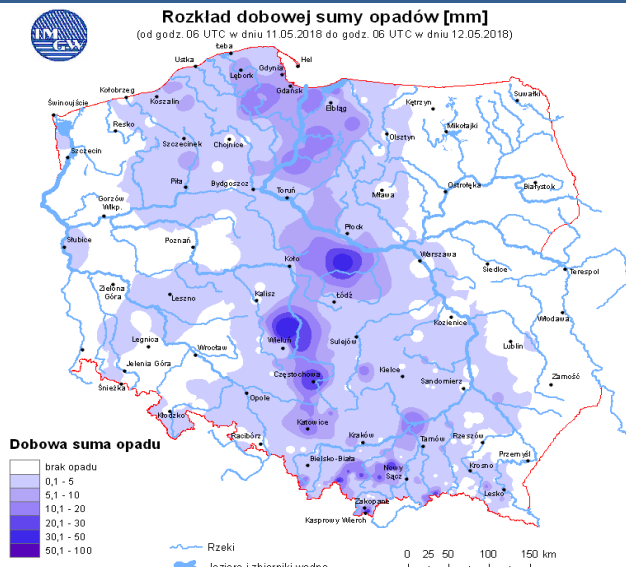 IM
GW
Rozkład dobowej sumy opadów [mm]
(od godz. 06 UTC w dniu 11.05.2018 do godz. 06 UTC w dniu 12.05.2018)
Łeba
Hel
Ustka
Gdynia
Lębork
Gdańsk
Suwałki
Kołobrzeg
Koszalin
Świnoujście
Elbląg
Kętrzyn
Resko
Mikołajki
Olsztyn
Szczecinek
Chojnice
Szczecin
Piła
Bydgoszcz
Toruń
Mława
Ostrołęka
Białystok
Gorzów
Wlkp.
Płock
Słubice
Poznań
Koło
Warszawa
Siedlce
Terespol
Zielona
Góra
Leszno
Kalisz
Łódź
Kozienice
Włodawa
Legnica
Wieluń
Sulejów
Lublin
Wrocław
Jelenia Góra
Częstochowa
Kielce
Sandomierz
Zamość
Śnieżka
Opole
Kłodzko
Katowice
Racibórz
Kraków
Tarnów
Rzeszów
Przemyśl
Bielsko-Biała
Nowy
Sącz
Krosno
Lesko
Zakopane
Kasprowy Wierch
Dobowa suma opadu
brak opadu
0,1 - 5
5,1 - 10
10,1 - 20
20,1 - 30
30,1 - 50
50,1 - 100
Rzeki
jeziora i zbiorniki wodne
0 25 50 100 150 km